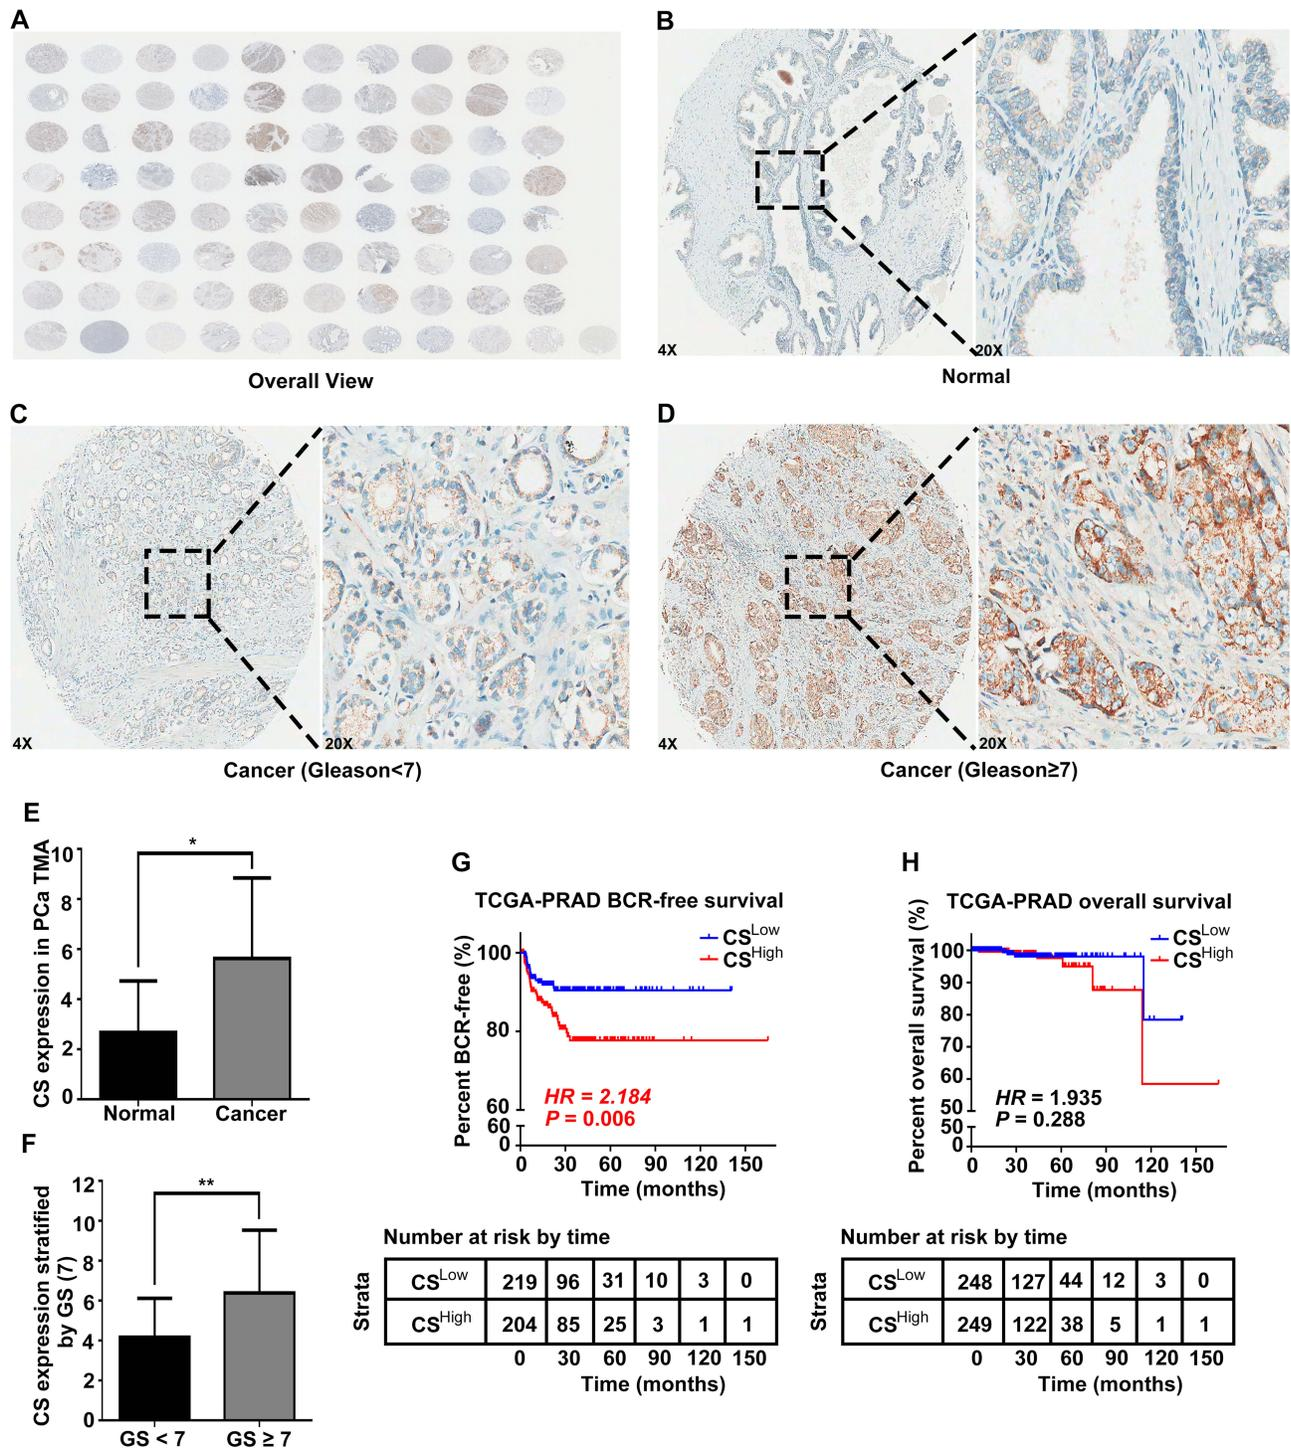 A
Overall View
B
4X
20X
Normal
C
4X
20X
Cancer (Gleason<7)
D
4X
20X
Cancer (Gleason≥7)
E
CS expression in PCa TMA
10
8
6
4
2
0
*
Normal
Cancer
F
CS expression stratified
by GS (7)
12
10
8
6
4
2
0
**
GS < 7
GS ≥ 7
G
TCGA-PRAD BCR-free survival
Percent BCR-free (%)
CSLow
CSHigh
100
80
60
60
0
HR = 2.184
P = 0.006
0 30 60 90 120 150
Time (months)
Number at risk by time
Strata
CSLow 219 96 31 10 3 0
CSHigh 204 85 25 3 1 1
0 30 60 90 120 150
Time (months)
H
TCGA-PRAD overall survival
Percent overall survival (%)
CSLow
CSHigh
100
90
80
70
60
50
50
0
HR = 1.935
P = 0.288
0 30 60 90 120 150
Time (months)
Number at risk by time
Strata
CSLow 248 127 44 12 3 0
CSHigh 249 122 38 5 1 1
0 30 60 90 120 150
Time (months)